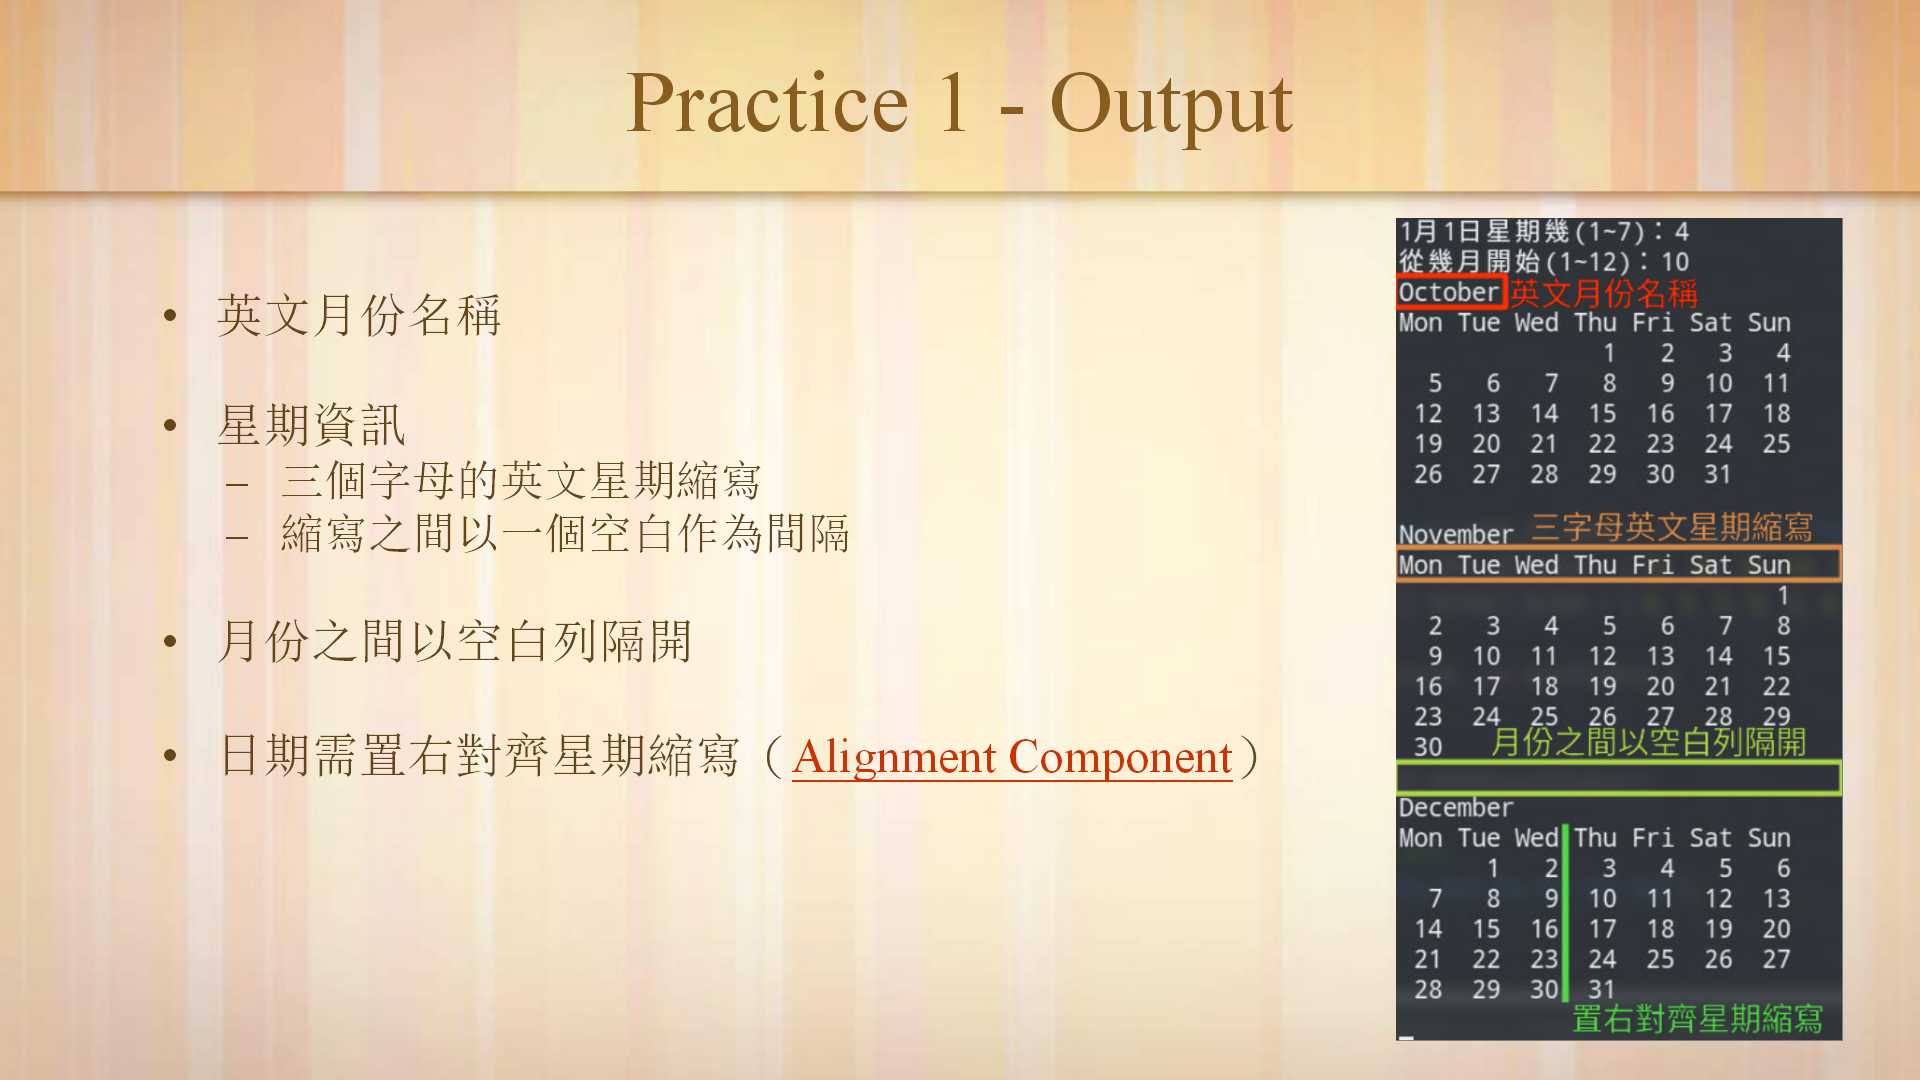 Practice 1 - Output
• 英文月份名稱
• 星期資訊
– 三個字母的英文星期縮寫
– 縮寫之間以一個空白作為間隔
• 月份之間以空白列隔開
• 日期需置右對齊星期縮寫（Alignment Component）
1月1日星期幾(1~7)：4
從幾月開始(1~12)：10
October 英文月份名稱
Mon Tue Wed Thu Fri Sat Sun
1 2 3 4
5 6 7 8 9 10 11
12 13 14 15 16 17 18
19 20 21 22 23 24 25
26 27 28 29 30 31
November 三字母英文星期縮寫
Mon Tue Wed Thu Fri Sat Sun
1
2 3 4 5 6 7 8
9 10 11 12 13 14 15
16 17 18 19 20 21 22
23 24 25 26 27 28 29
30 月份之間以空白列隔開
December
Mon Tue Wed Thu Fri Sat Sun
1 2 3 4 5 6
7 8 9 10 11 12 13
14 15 16 17 18 19 20
21 22 23 24 25 26 27
28 29 30 31
置右對齊星期縮寫